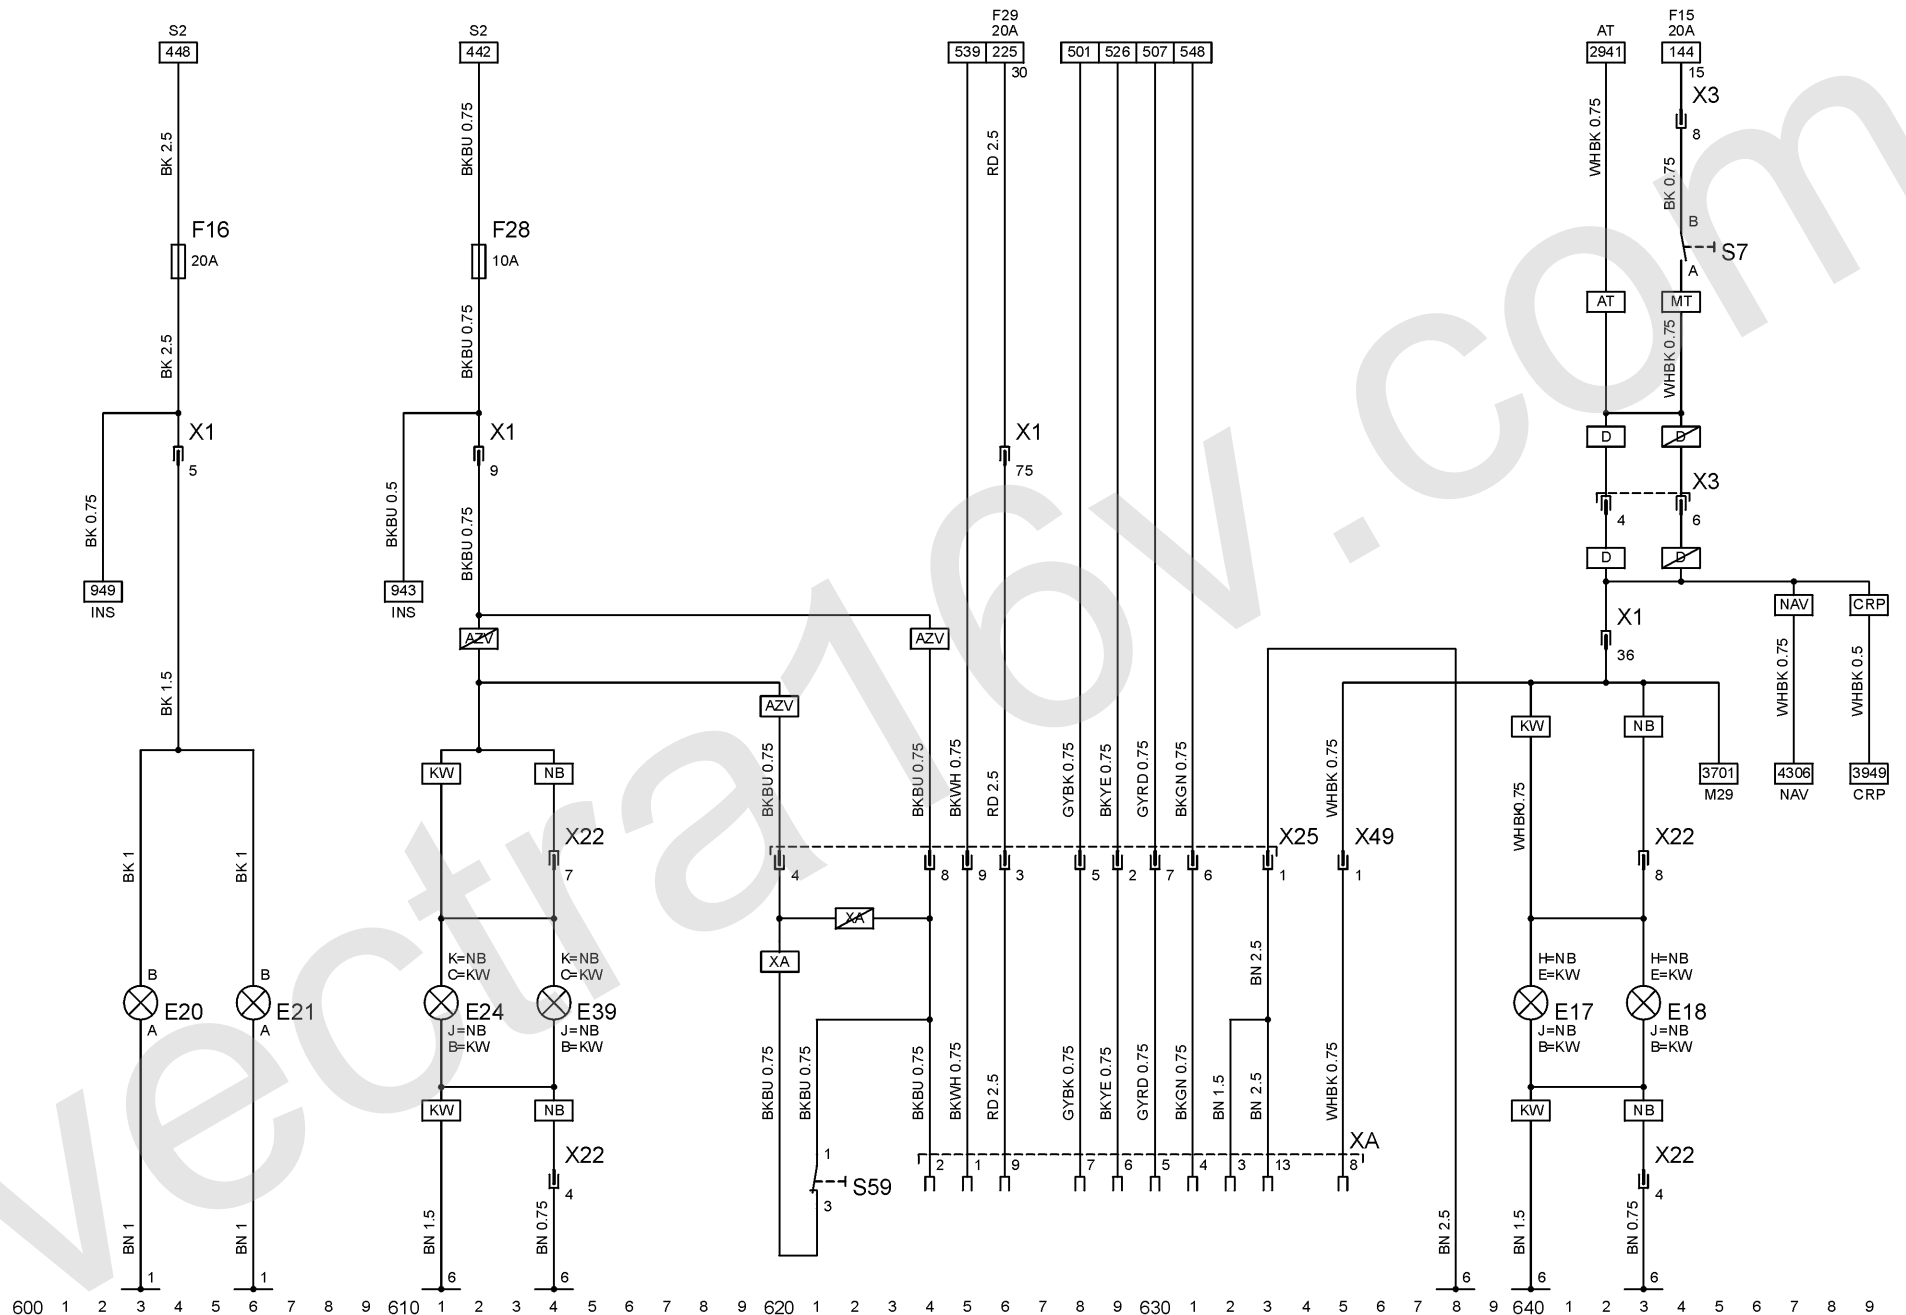 S2
S2
F29
20A
AT
F15
20A
448
442
539 225
501 526 507 548
2941
144
30
15
X3
8
BK 2.5
BKBU 0.75
RD 2.5
WHBK 0.75
BK 0.75
F16
20A
F28
10A
B
S7
A
AT
MT
BK 2.5
BKBU 0.75
WHBK 0.75
X1
5
X1
9
X1
75
D
D
X3
4
6
BK 0.75
BKBU 0.5
BKBU 0.75
D
D
949
INS
943
INS
NAV
CRP
X1
36
AZV
AZV
AZV
BK 1.5
WHBK 0.75
WHBK 0.5
KW
NB
KW
NB
BKBU 0.75
BKBU 0.75
BKWH 0.75
RD 2.5
GYBK 0.75
BKYE 0.75
GYRD 0.75
BKGN 0.75
WHBK 0.75
WHBK0.75
3701
M29
4306
NAV
3949
CRP
X22
7
X25
X49
X22
8
4
8
9
3
5
2
7
6
1
1
BK 1
BK 1
XA
XA
BN 2.5
B
B
K=NB
C=KW
K=NB
C=KW
H=NB
E=KW
H=NB
E=KW
E20
E21
E24
E39
E17
E18
A
A
J=NB
B=KW
J=NB
B=KW
J=NB
B=KW
J=NB
B=KW
BKBU 0.75
BKBU 0.75
BKBU 0.75
BKWH 0.75
RD 2.5
GYBK 0.75
BKYE 0.75
GYRD 0.75
BKGN 0.75
BN 1.5
BN 2.5
WHBK 0.75
KW
NB
KW
NB
XA
X22
4
1
S59
3
2
1
9
7
6
5
4
3
13
8
X22
4
BN 1
BN 1
BN 1.5
BN 0.75
BN 2.5
BN 1.5
BN 0.75
1
1
6
6
6
6
6
600 1 2 3 4 5 6 7 8 9 610 1 2 3 4 5 6 7 8 9 620 1 2 3 4 5 6 7 8 9 630 1 2 3 4 5 6 7 8 9 640 1 2 3 4 5 6 7 8 9
vectra16v.com